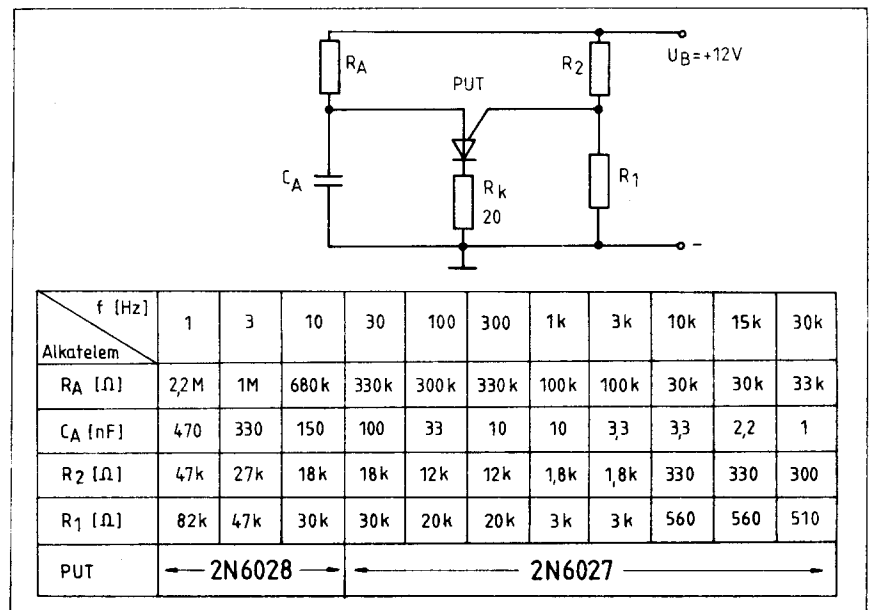 R_A
R_2
U_B=+12V
PUT
C_A
R_k
20
R_1
-
f [Hz] 1 3 10 30 100 300 1k 3k 10k 15k 30k
Alkatelem
R_A [Ω] 2,2M 1M 680k 330k 300k 330k 100k 100k 30k 30k 33k
C_A [nF] 470 330 150 100 33 10 10 3,3 3,3 2,2 1
R_2 [Ω] 47k 27k 18k 18k 12k 12k 1,8k 1,8k 330 330 300
R_1 [Ω] 82k 47k 30k 30k 20k 20k 3k 3k 560 560 510
PUT 2N6028 2N6027